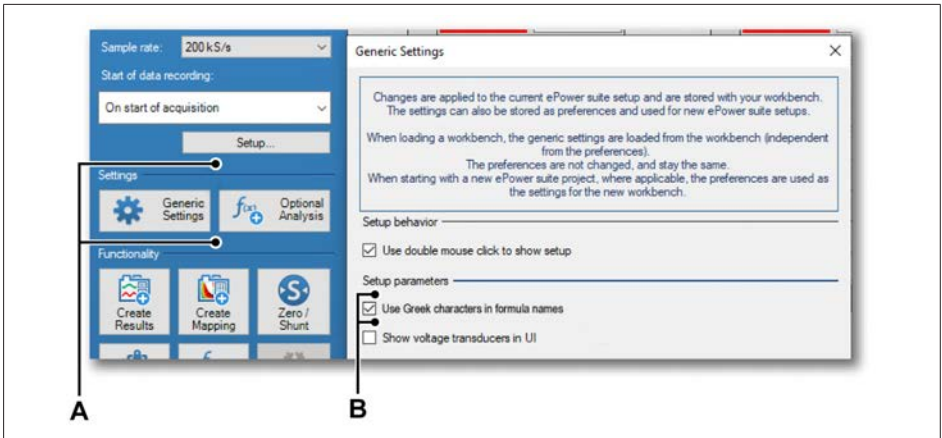 Sample rate: 200 kS/s
Start of data recording:
On start of acquisition
Setup...
Settings
Generic Settings
Optional Analysis
Functionality
Create Results
Create Mapping
Zero / Shunt
Generic Settings
Changes are applied to the current ePower suite setup and are stored with your workbench.
The settings can also be stored as preferences and used for new ePower suite setups.
When loading a workbench, the generic settings are loaded from the workbench (independent
from the preferences).
The preferences are not changed, and stay the same.
When starting with a new ePower suite project, where applicable, the preferences are used as
the settings for the new workbench.
Setup behavior
Use double mouse click to show setup
Setup parameters
Use Greek characters in formula names
Show voltage transducers in UI
A
B